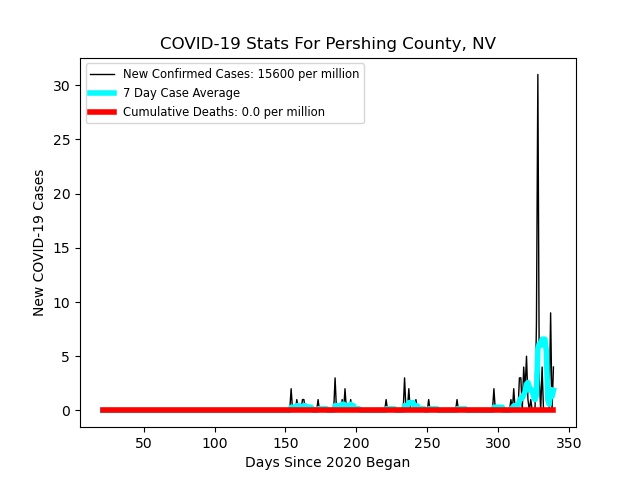 COVID-19 Stats For Pershing County, NV
New Confirmed Cases: 15600 per million
7 Day Case Average
Cumulative Deaths: 0.0 per million
New COVID-19 Cases
30
25
20
15
10
5
0
50
100
150
200
250
300
350
Days Since 2020 Began